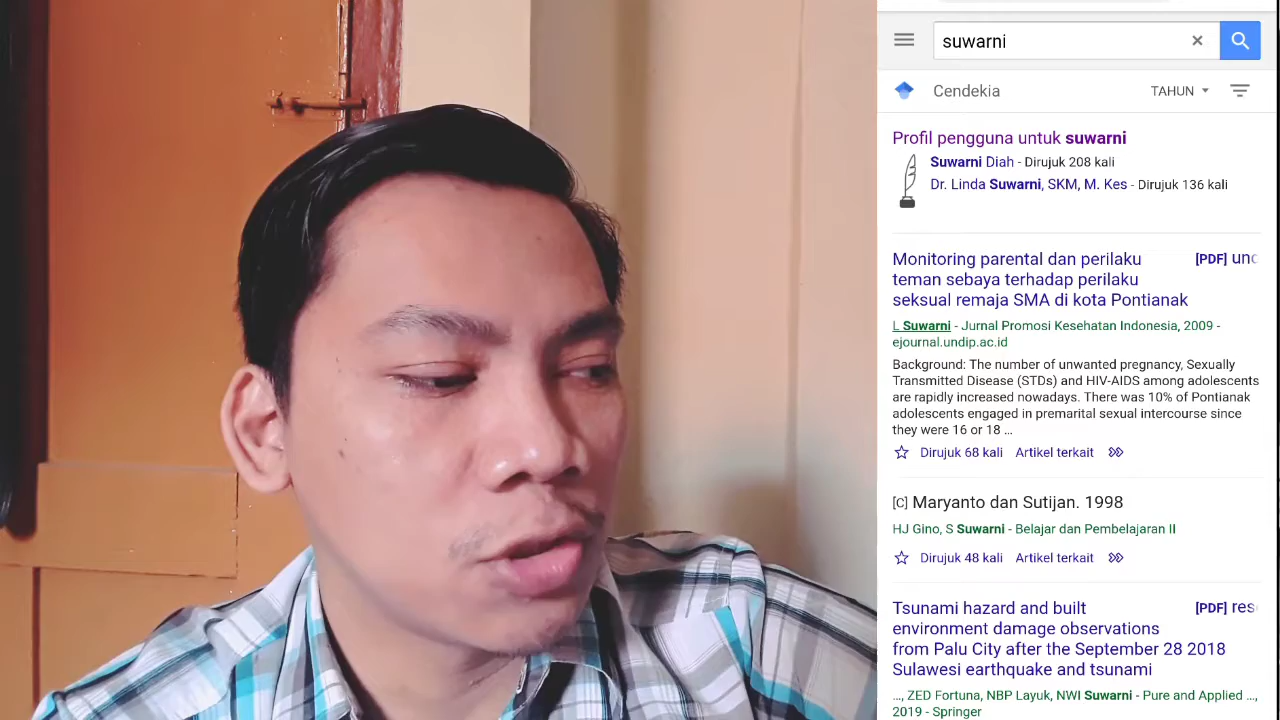 suwarni
Cendekia
TAHUN
Profil pengguna untuk suwarni
Suwarni Diah - Dirujuk 208 kali
Dr. Linda Suwarni, SKM, M. Kes - Dirujuk 136 kali
Monitoring parental dan perilaku [PDF]
teman sebaya terhadap perilaku
seksual remaja SMA di kota Pontianak
L Suwarni - Jurnal Promosi Kesehatan Indonesia, 2009 -
ejournal.undip.ac.id
Background: The number of unwanted pregnancy, Sexually
Transmitted Disease (STDs) and HIV-AIDS among adolescents
are rapidly increased nowadays. There was 10% of Pontianak
adolescents engaged in premarital sexual intercourse since
they were 16 or 18 ...
Dirujuk 68 kali Artikel terkait
[C] Maryanto dan Sutijan. 1998
HJ Gino, S Suwarni - Belajar dan Pembelajaran II
Dirujuk 48 kali Artikel terkait
Tsunami hazard and built [PDF] res
environment damage observations
from Palu City after the September 28 2018
Sulawesi earthquake and tsunami
..., ZED Fortuna, NBP Layuk, NWI Suwarni - Pure and Applied ...,
2019 - Springer